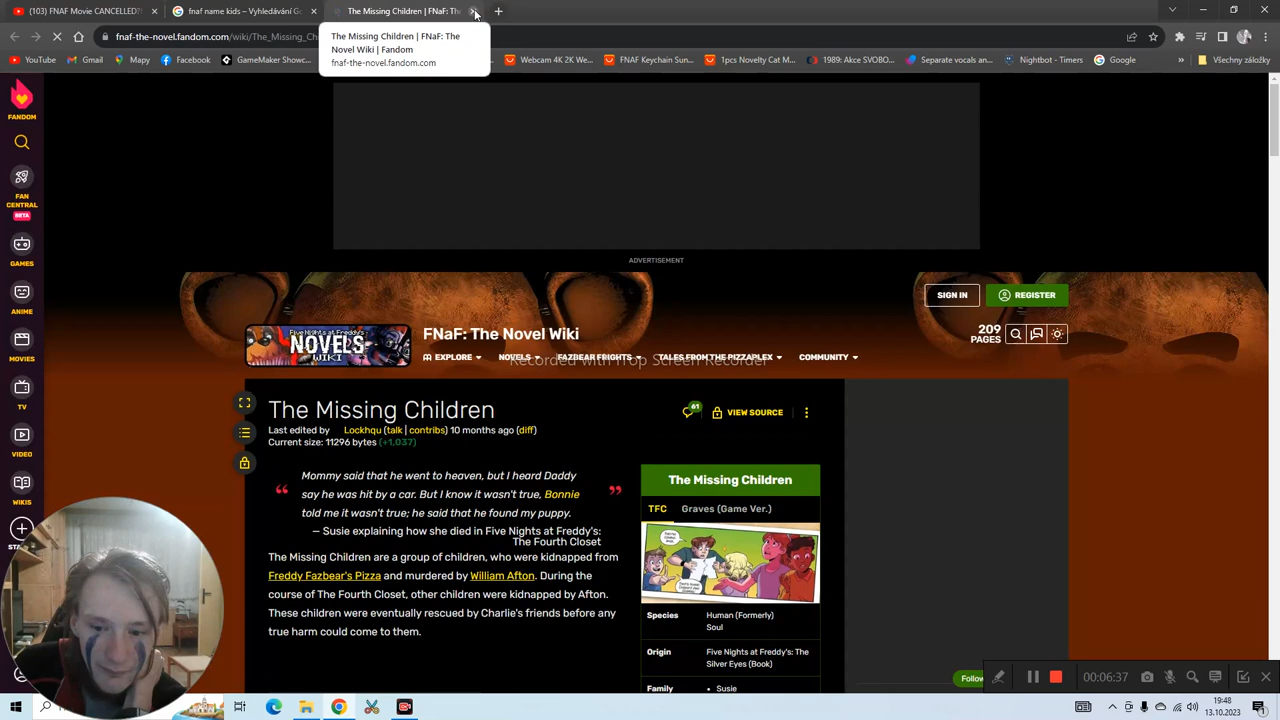 (103) FNAF Movie CANCELLED?
fnaf name kids - Vyhledávání Go
The Missing Children | FNaF: Th
The Missing Children | FNaF: The
Novel Wiki | Fandom
fnaf-the-novel.fandom.com
fnaf-the-novel.fandom.com/wiki/The_Missing_Chi
YouTube
Gmail
Mapy
Facebook
GameMaker: Show...
Webcam 4K 2K We...
FNAF Keychain Sun...
1pcs Novelty Cat M...
1989. Akce SVOBO...
Separate vocals an...
Nightbot - Timers
Google
Všechny záložky
FANDOM
FAN
CENTRAL
BETA
GAMES
ANIME
MOVIES
TV
VIDEO
WIKIS
ADVERTISEMENT
SIGN IN
REGISTER
Five Nights at Freddy's
NOVELS
WIKI
FNaF: The Novel Wiki
209
PAGES
EXPLORE
NOVELS
FAZBEAR FRIGHTS
TALES FROM THE PIZZAPLEX
COMMUNITY
Recorded with iTop Screen Recorder
The Missing Children
61
VIEW SOURCE
Last edited by Lockhqu (talk | contribs) 10 months ago (diff)
Current size: 11296 bytes (+1,037)
“ Mommy said that he went to heaven, but I heard Daddy
say he was hit by a car. But I know it wasn't true, Bonnie
told me it wasn't true; he said that he found my puppy. ”
— Susie explaining how she died in Five Nights at Freddy's:
The Fourth Closet
The Missing Children are a group of children, who were kidnapped from
Freddy Fazbear's Pizza and murdered by William Afton. During the
course of The Fourth Closet, other children were kidnapped by Afton.
These children were eventually rescued by Charlie's friends before any
true harm could come to them.
The Missing Children
TFC
Graves (Game Ver.)
Species
Human (Formerly)
Soul
Origin
Five Nights at Freddy's: The
Silver Eyes (Book)
Family
• Susie
Follow
00:06:37
19:48
13.10.2023